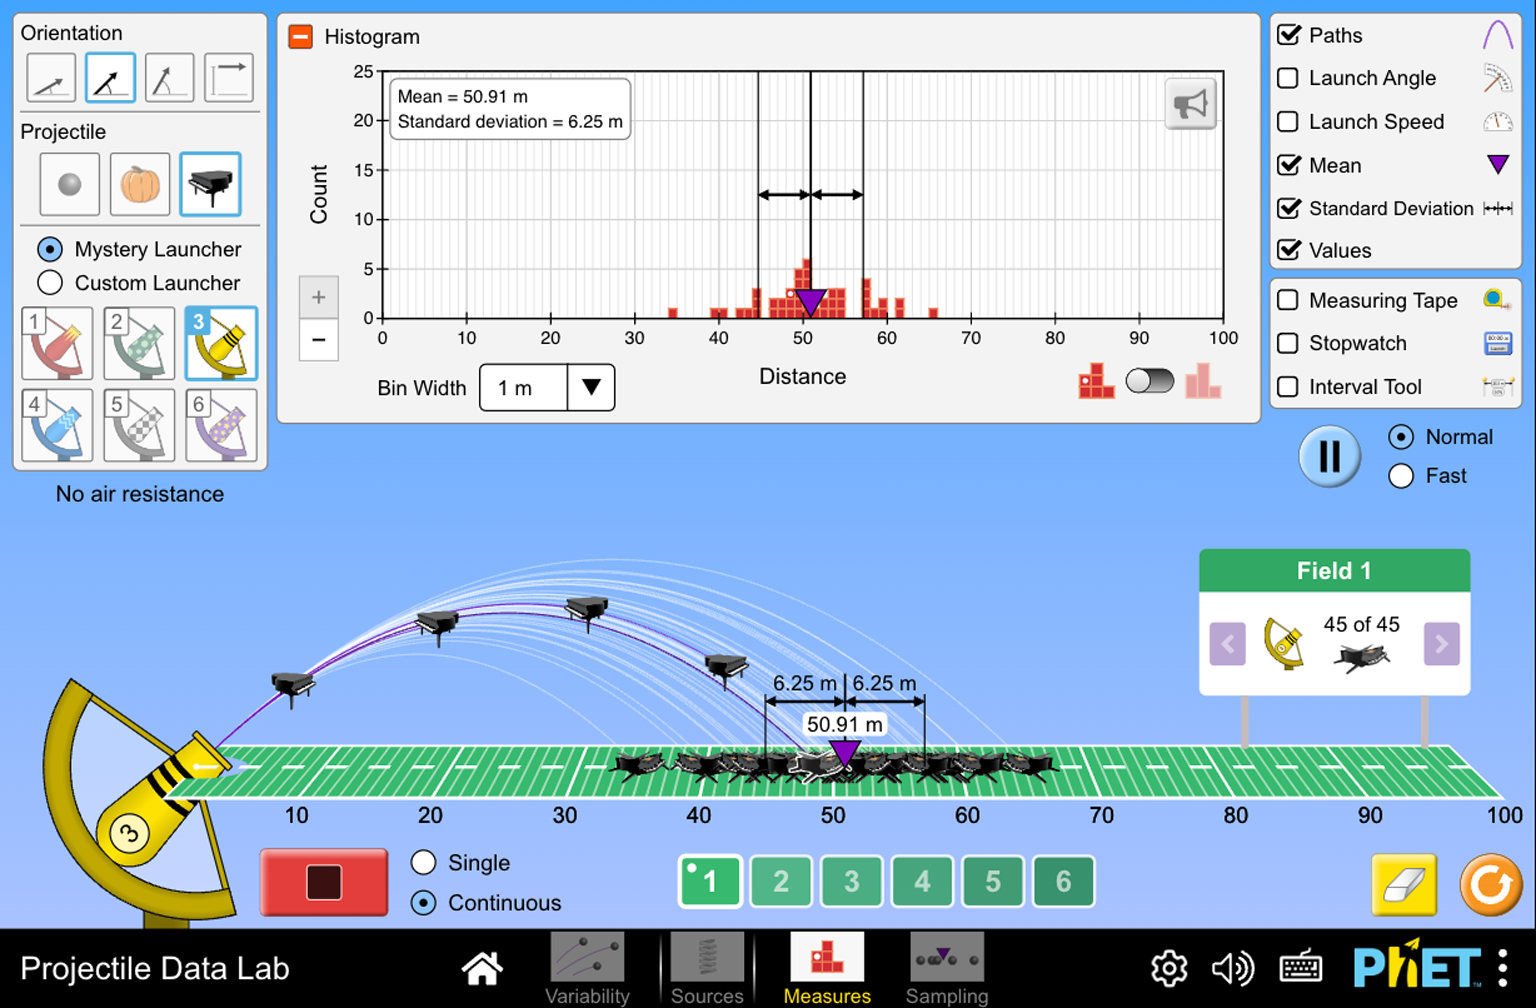 Orientation
Projectile
Mystery Launcher
Custom Launcher
1 2 3
4 5 6
No air resistance
Histogram
Mean = 50.91 m
Standard deviation = 6.25 m
Count
25
20
15
10
5
0
0 10 20 30 40 50 60 70 80 90 100
Distance
+
−
Bin Width 1 m
Paths
Launch Angle
Launch Speed
Mean
Standard Deviation
Values
Measuring Tape
Stopwatch
Interval Tool
Normal
Fast
Field 1
45 of 45
6.25 m 6.25 m
50.91 m
3
10 20 30 40 50 60 70 80 90 100
Single
Continuous
1 2 3 4 5 6
Projectile Data Lab
Variability
Sources
Measures
Sampling
PhET